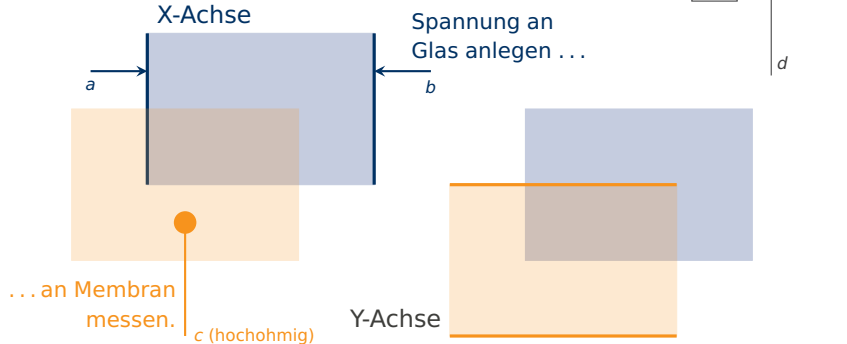 X-Achse
Spannung an
Glas anlegen . . .
a
b
d
. . . an Membran
messen.
c (hochohmig)
Y-Achse